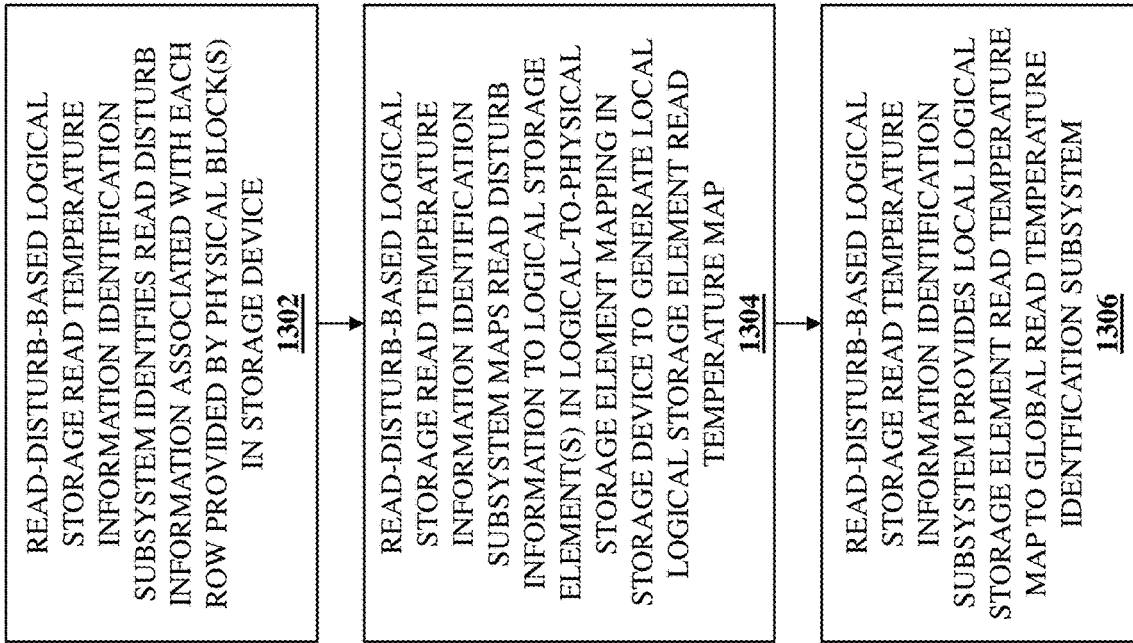 READ-DISTURB-BASED LOGICAL
STORAGE READ TEMPERATURE
INFORMATION IDENTIFICATION
SUBSYSTEM IDENTIFIES READ DISTURB
INFORMATION ASSOCIATED WITH EACH
ROW PROVIDED BY PHYSICAL BLOCK(S)
IN STORAGE DEVICE
1302
READ-DISTURB-BASED LOGICAL
STORAGE READ TEMPERATURE
INFORMATION IDENTIFICATION
SUBSYSTEM MAPS READ DISTURB
INFORMATION TO LOGICAL STORAGE
ELEMENT(S) IN LOGICAL-TO-PHYSICAL
STORAGE ELEMENT MAPPING IN
STORAGE DEVICE TO GENERATE LOCAL
LOGICAL STORAGE ELEMENT READ
TEMPERATURE MAP
1304
READ-DISTURB-BASED LOGICAL
STORAGE READ TEMPERATURE
INFORMATION IDENTIFICATION
SUBSYSTEM PROVIDES LOCAL LOGICAL
STORAGE ELEMENT READ TEMPERATURE
MAP TO GLOBAL READ TEMPERATURE
IDENTIFICATION SUBSYSTEM
1306